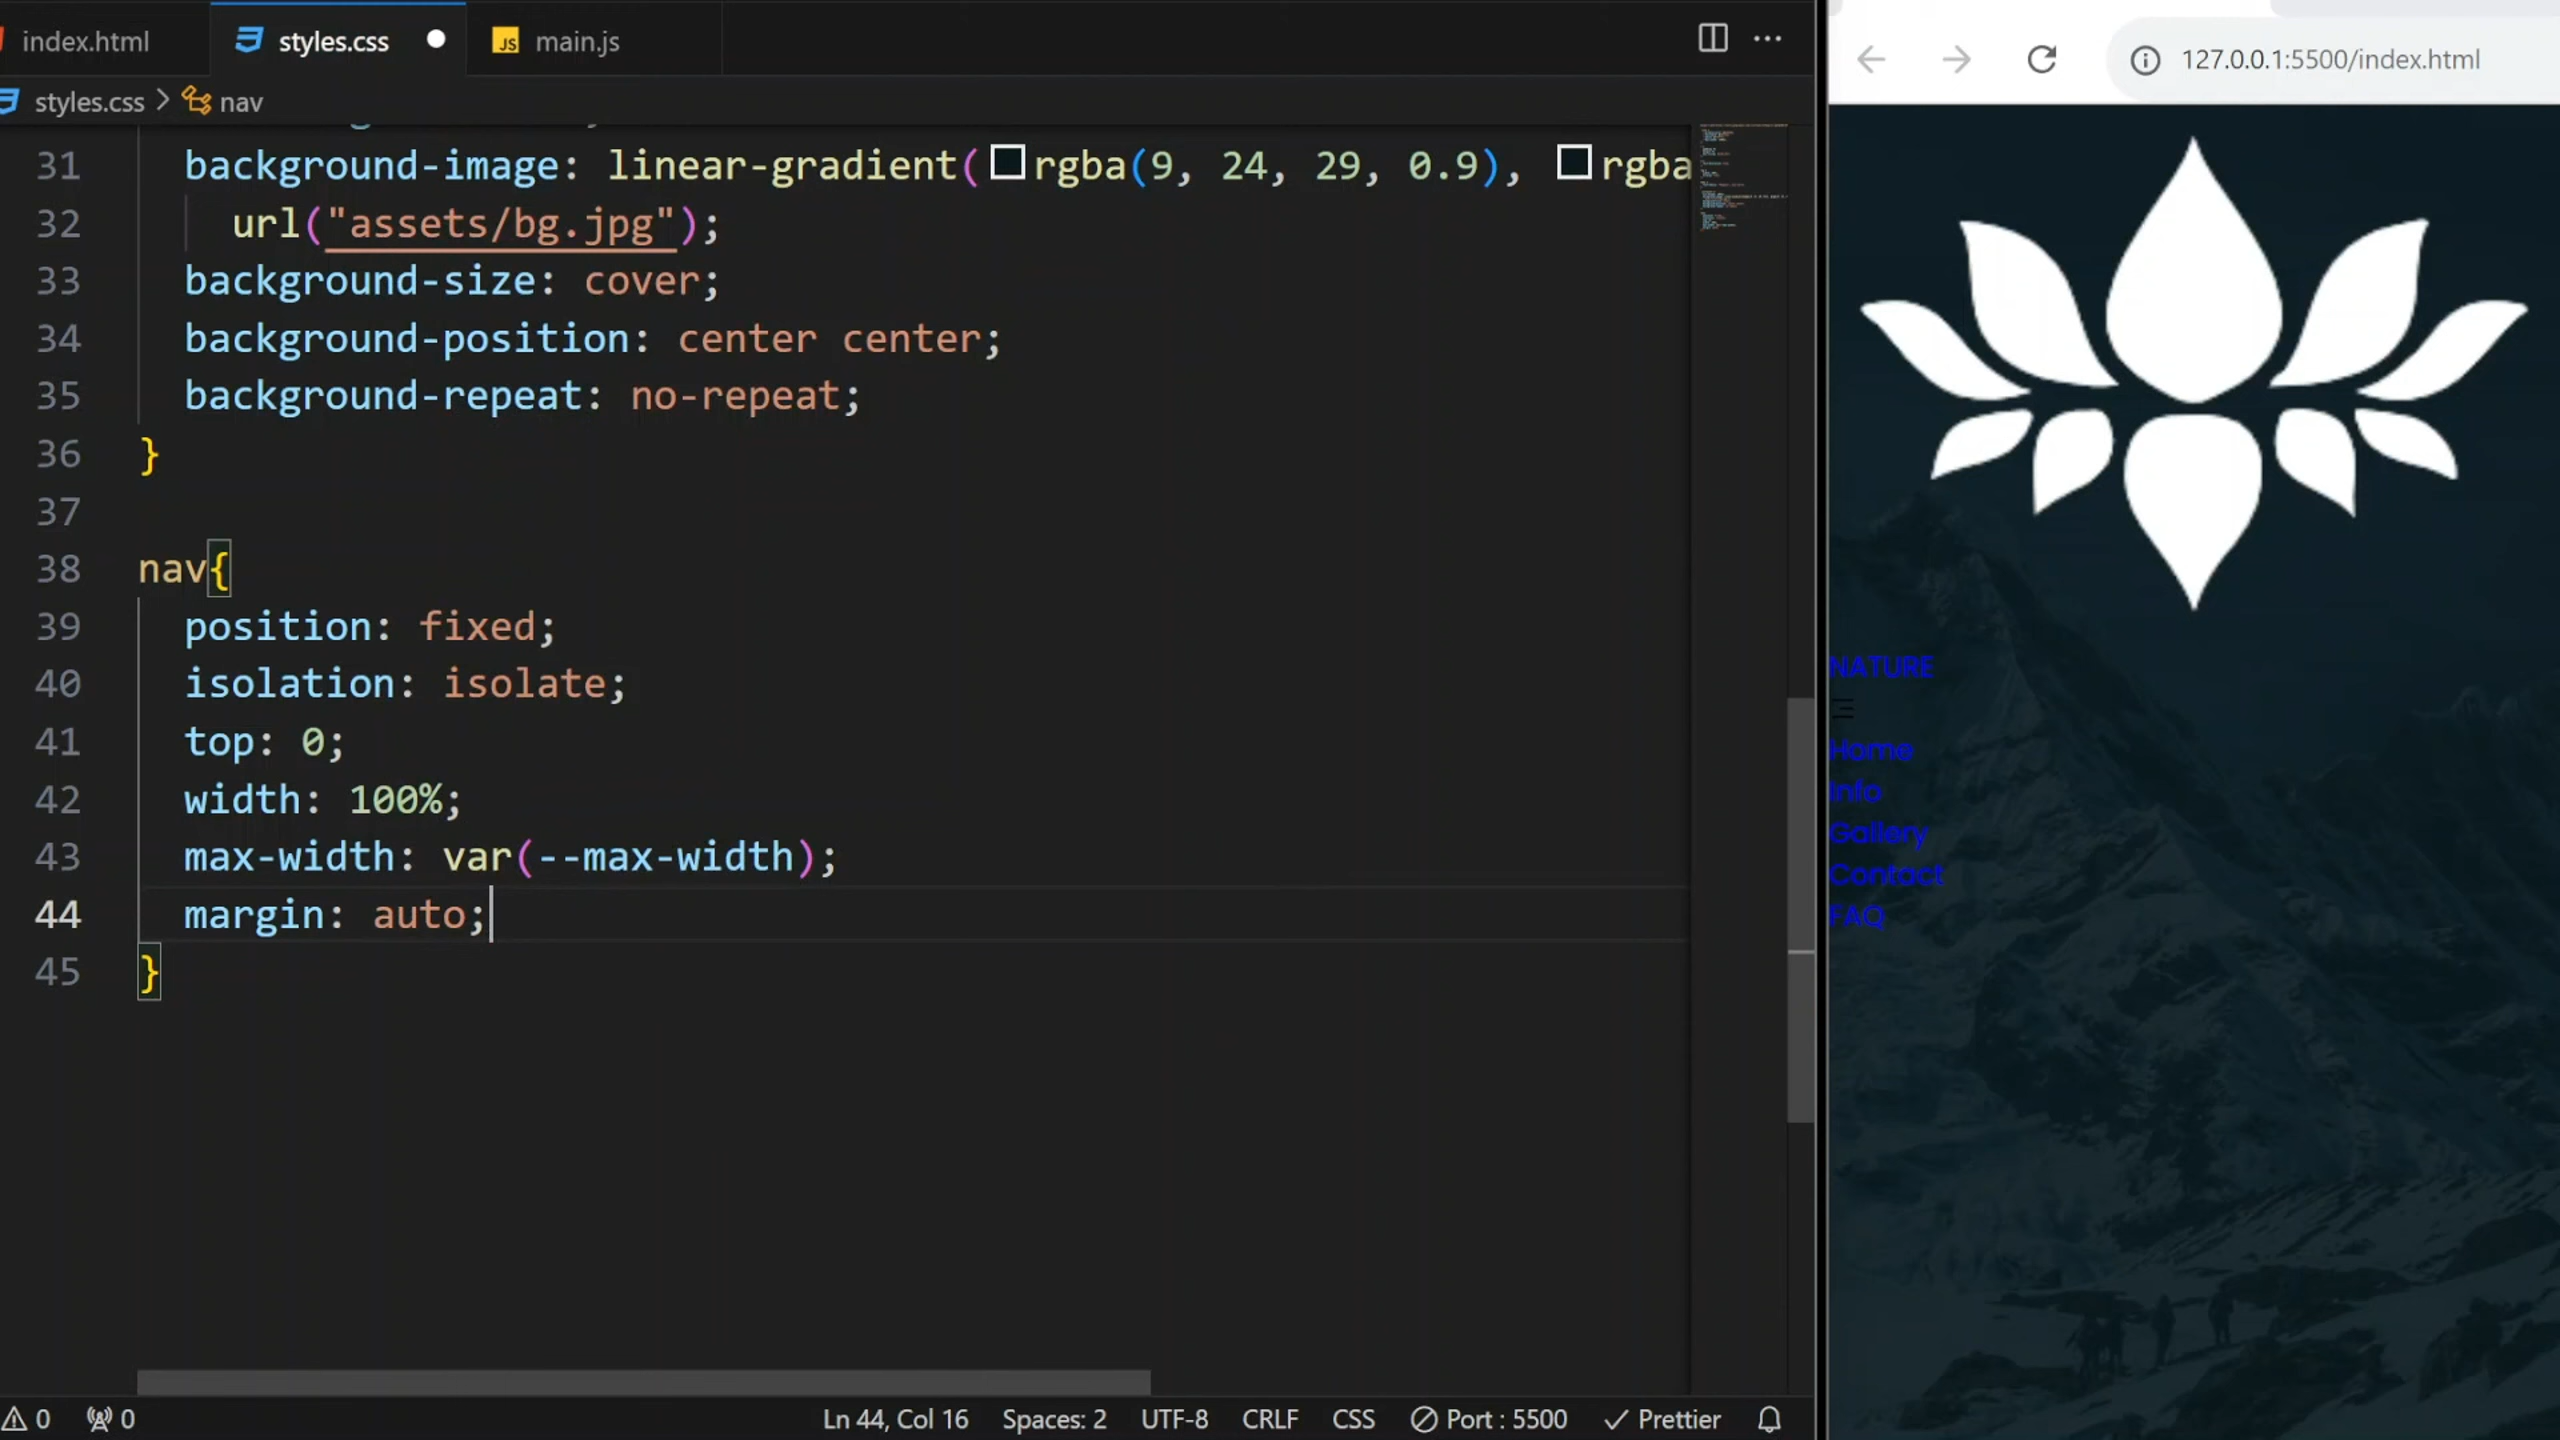 index.html
styles.css
main.js
styles.css > nav
31 background-image: linear-gradient(rgba(9, 24, 29, 0.9), rgba
32 url("assets/bg.jpg");
33 background-size: cover;
34 background-position: center center;
35 background-repeat: no-repeat;
36 }
37
38 nav{
39 position: fixed;
40 isolation: isolate;
41 top: 0;
42 width: 100%;
43 max-width: var(--max-width);
44 margin: auto;
45 }
0 0 Ln 44, Col 16 Spaces: 2 UTF-8 CRLF CSS Port : 5500 Prettier
127.0.0.1:5500/index.html
NATURE
Home
Info
Gallery
Contact
FAQ